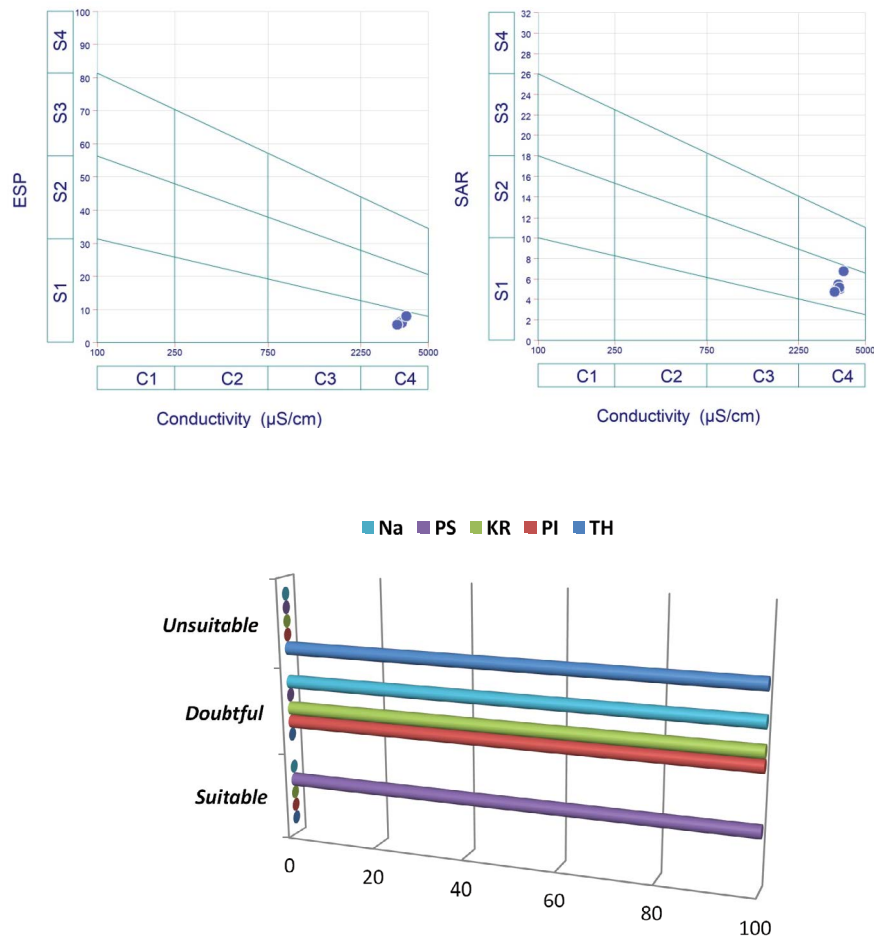 ESP
S4
S3
S2
S1
100
90
80
70
60
50
40
30
20
10
0
100 250 750 2250 5000
C1 C2 C3 C4
Conductivity (µS/cm)
SAR
S4
S3
S2
S1
32
30
28
26
24
22
20
18
16
14
12
10
8
6
4
2
0
100 250 750 2250 5000
C1 C2 C3 C4
Conductivity (µS/cm)
Na PS KR PI TH
Unsuitable
Doubtful
Suitable
0 20 40 60 80 100